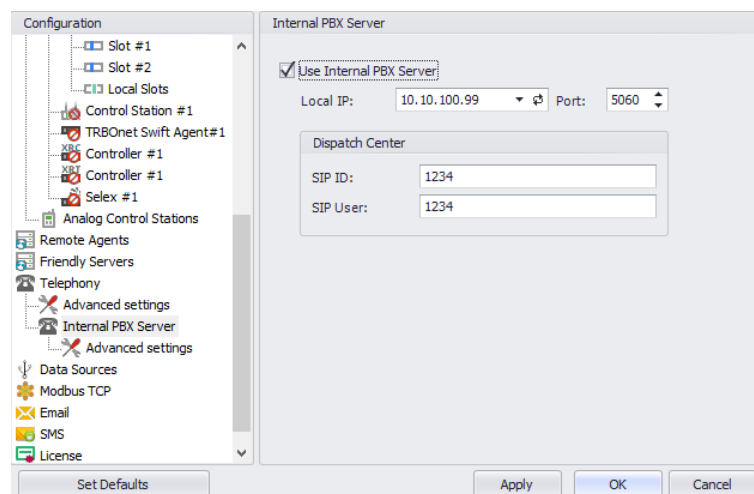 Configuration
Slot #1
Slot #2
Local Slots
Control Station #1
TRBOnet Swift Agent#1
XRC Controller #1
XRT Controller #1
Selex #1
Analog Control Stations
Remote Agents
Friendly Servers
Telephony
Advanced settings
Internal PBX Server
Advanced settings
Data Sources
Modbus TCP
Email
SMS
License
Set Defaults
Internal PBX Server
Use Internal PBX Server
Local IP: 10.10.100.99 Port: 5060
Dispatch Center
SIP ID: 1234
SIP User: 1234
Apply OK Cancel